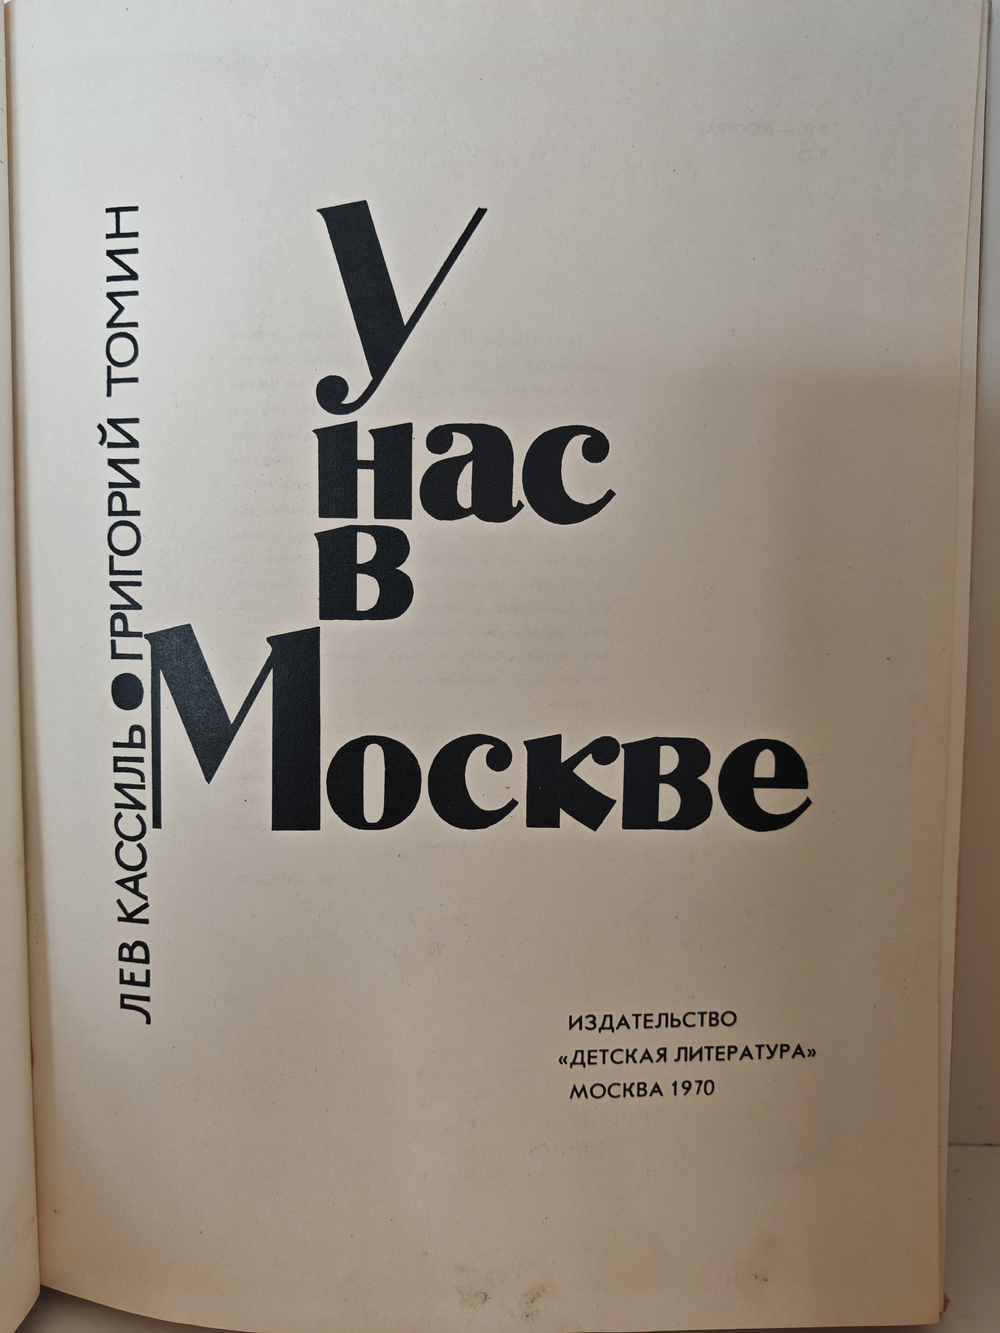 ЛЕВ КАССИЛЬ ● ГРИГОРИЙ ТОМИН
У
нас
в
Москве
ИЗДАТЕЛЬСТВО
«ДЕТСКАЯ ЛИТЕРАТУРА»
МОСКВА 1970